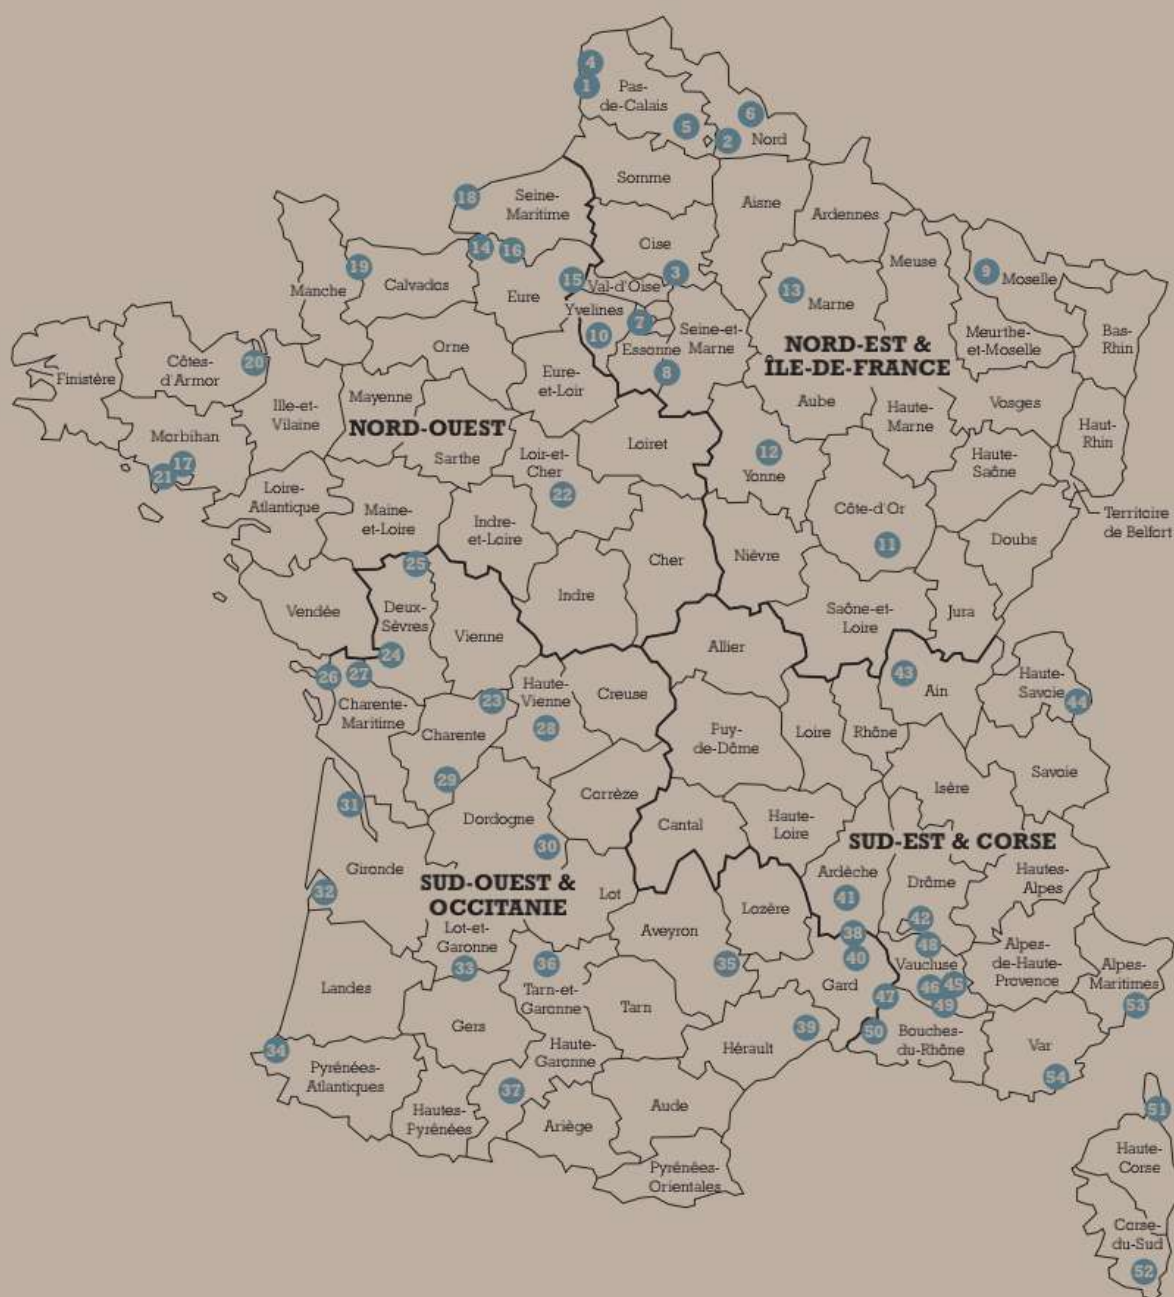 4
Pas-
de-Calais
1
6
5
2
Nord
Somme
18
Seine-
Maritime
Aisne
Ardennes
Oise
14
16
19
Calvados
Manche
Eure
15
3
Val-d'Oise
Meuse
9
Moselle
13
Marne
Yvelines
7
10
Seine-et-
Marne
Essonne
8
NORD-EST &
ÎLE-DE-FRANCE
Meurthe-
et-Moselle
Bas-
Rhin
Orne
Côtes-
d'Armor
20
Finistère
Eure-
et-Loir
Mayenne
Ille-et-
Vilaine
Aube
Haute-
Marne
Vosges
Haut-
Rhin
NORD-OUEST
Morbihan
Sarthe
Loir-et-
Cher
Loiret
12
Yonne
Haute-
Saône
17
21
22
Loire-
Atlantique
Maine-
et-Loire
Indre-
et-Loire
Côte-d'Or
Territoire
de Belfort
11
Doubs
Nièvre
Cher
25
Indre
Vendée
Deux-
Sèvres
Vienne
Saône-et-
Loire
Jura
24
Allier
26
27
Haute-
Vienne
Creuse
43
Ain
Haute-
Savoie
44
Charente-
Maritime
23
Charente
28
Puy-
de-Dôme
Loire
Rhône
29
Corrèze
Savoie
Isère
31
Dordogne
Cantal
Haute-
Loire
30
SUD-EST & CORSE
Gironde
Ardèche
Drôme
Hautes-
Alpes
SUD-OUEST &
OCCITANIE
32
Lot
41
Lozère
42
Lot-et-
Garonne
Aveyron
38
48
33
36
35
40
Vaucluse
Alpes-
de-Haute-
Provence
Alpes-
Maritimes
Landes
Tarn-et-
Garonne
Tarn
Gard
46
45
47
49
53
Gers
39
50
Bouches-
du-Rhône
Var
34
Haute-
Garonne
Hérault
Pyrénées-
Atlantiques
54
37
Hautes-
Pyrénées
Aude
51
Ariège
Haute-
Corse
Pyrénées-
Orientales
Corse-
du-Sud
52